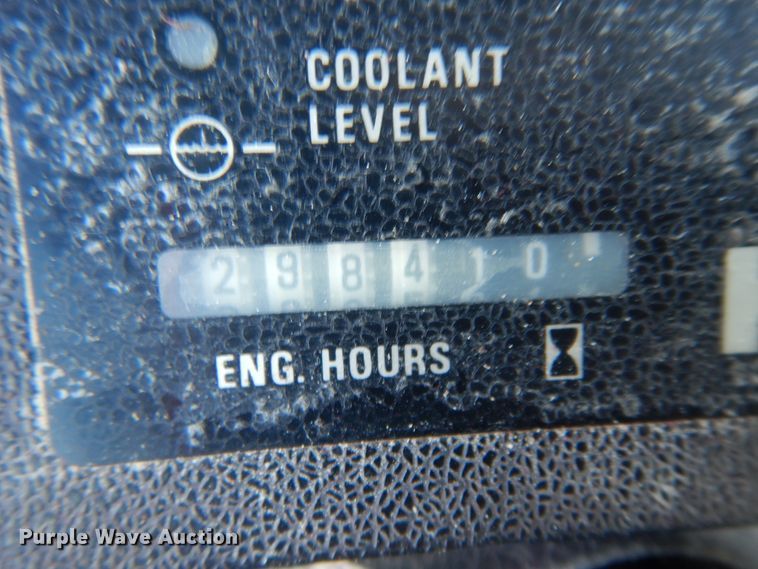 COOLANT
LEVEL
298410
ENG. HOURS
Purple Wave Auction